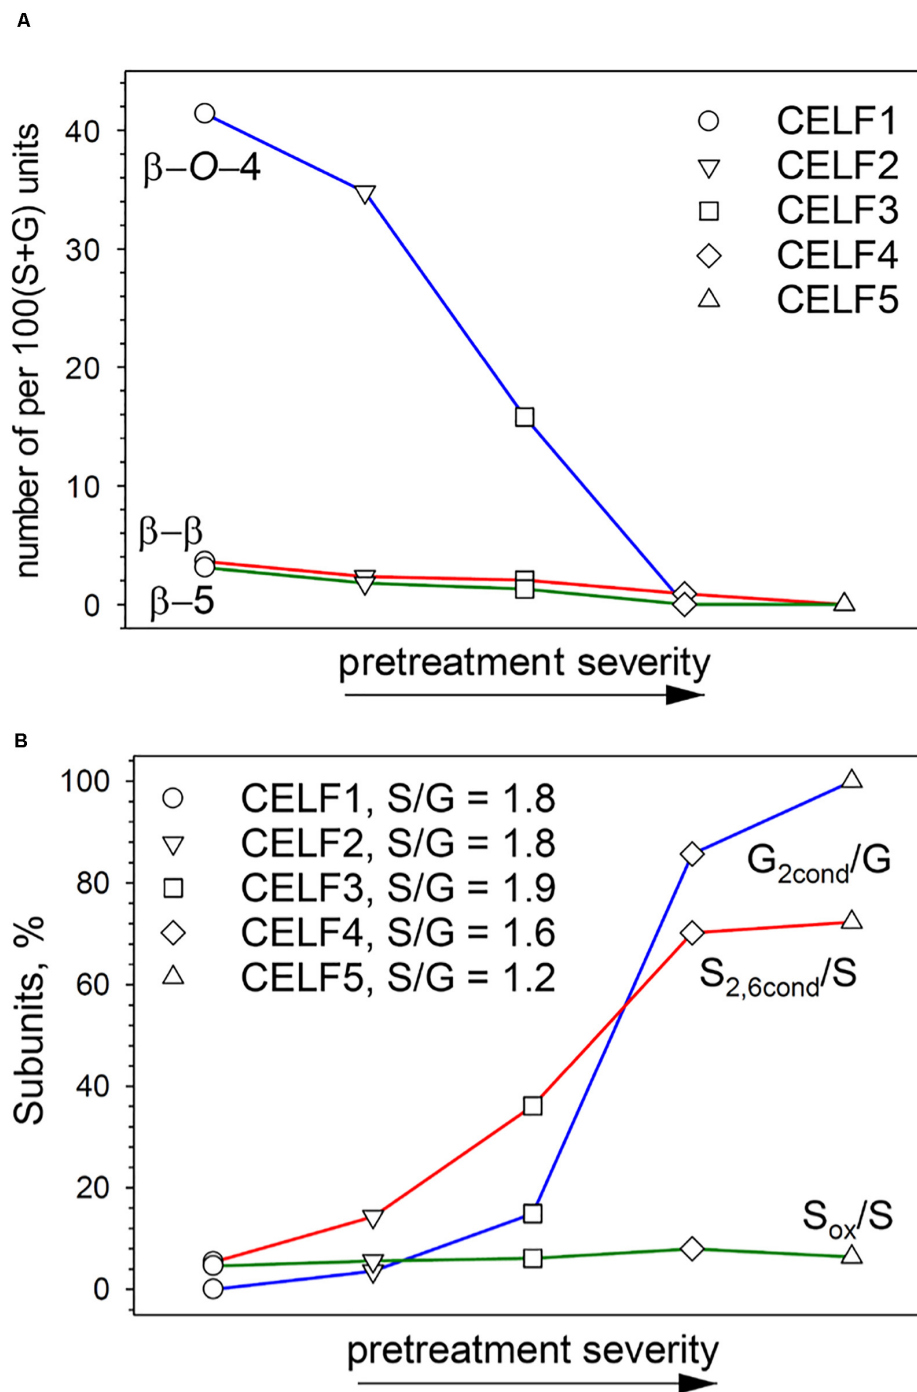 A
number of per 100(S+G) units
40
30
20
10
0
β–O–4
β–β
β–5
CELF1
CELF2
CELF3
CELF4
CELF5
pretreatment severity
B
Subunits, %
100
80
60
40
20
0
CELF1, S/G = 1.8
CELF2, S/G = 1.8
CELF3, S/G = 1.9
CELF4, S/G = 1.6
CELF5, S/G = 1.2
G2cond/G
S2,6cond/S
Sox/S
pretreatment severity